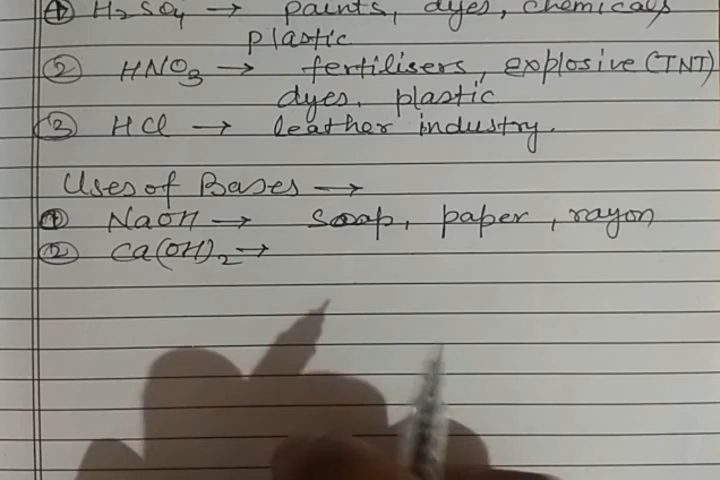 ① H₂SO₄ → paints, dyes, chemicals
plastic
② HNO₃ → fertilisers, explosive (TNT)
dyes, plastic
③ HCl → leather industry.
Uses of Bases →
① NaOH → soap, paper, rayon
② Ca(OH)₂ →